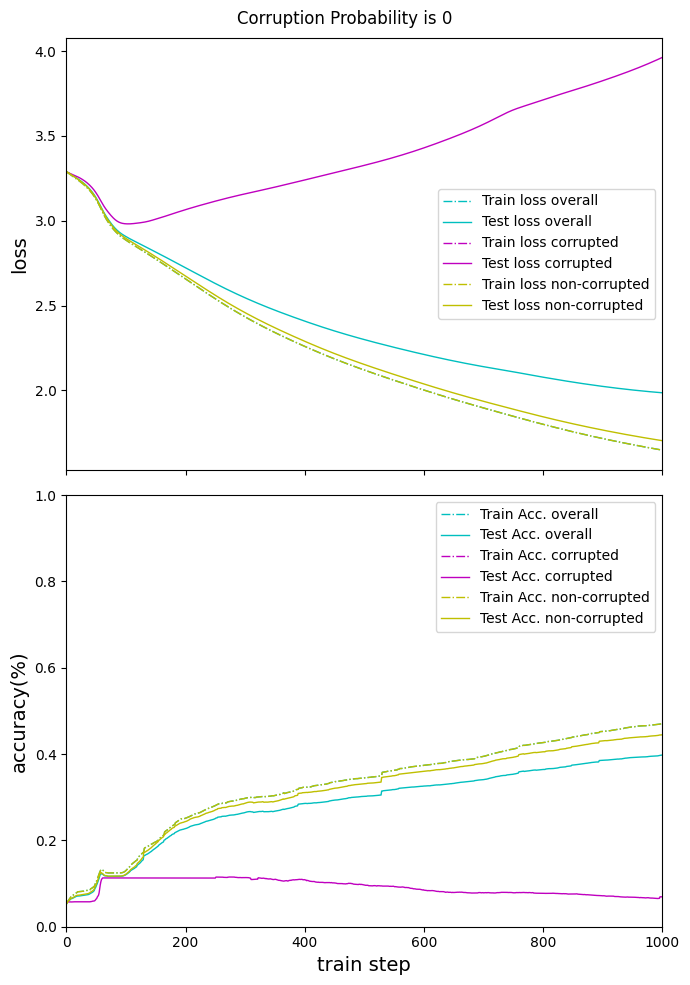 Corruption Probability is 0
4.0
3.5
3.0
2.5
2.0
loss
Train loss overall
Test loss overall
Train loss corrupted
Test loss corrupted
Train loss non-corrupted
Test loss non-corrupted
1.0
0.8
0.6
0.4
0.2
0.0
accuracy(%)
Train Acc. overall
Test Acc. overall
Train Acc. corrupted
Test Acc. corrupted
Train Acc. non-corrupted
Test Acc. non-corrupted
0
200
400
600
800
1000
train step